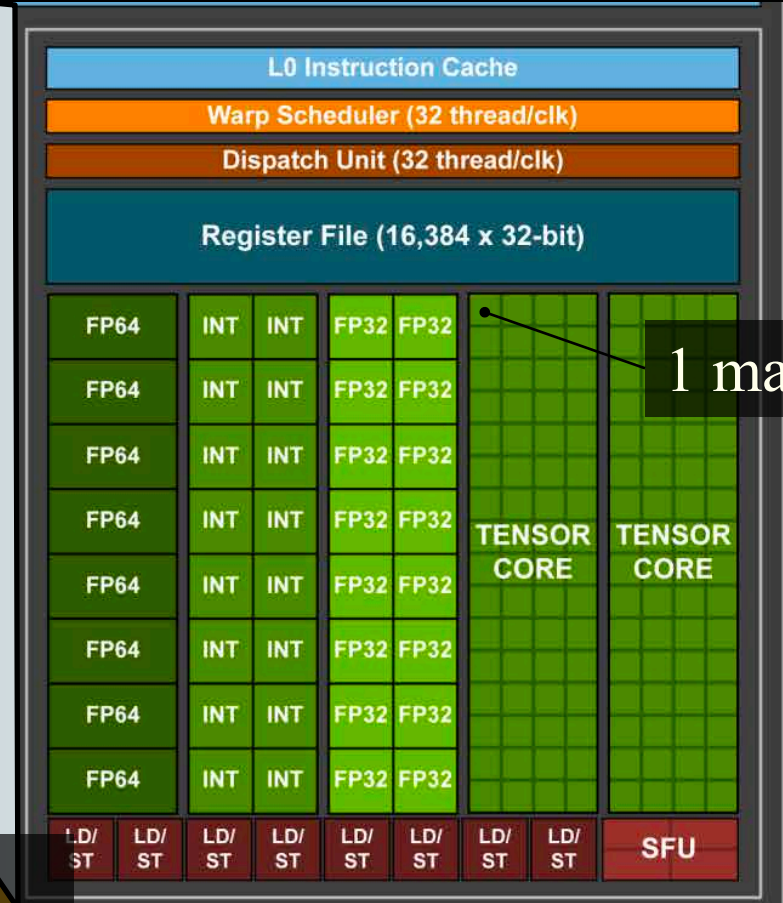 L0 Instruction Cache
Warp Scheduler (32 thread/clk)
Dispatch Unit (32 thread/clk)
Register File (16,384 x 32-bit)
FP64 INT INT FP32 FP32
1
FP64 INT INT FP32 FP32
FP64 INT INT FP32 FP32
FP64 INT INT FP32 FP32
TENSOR CORE TENSOR CORE
FP64 INT INT FP32 FP32
FP64 INT INT FP32 FP32
FP64 INT INT FP32 FP32
FP64 INT INT FP32 FP32
LD/ST LD/ST LD/ST LD/ST LD/ST LD/ST LD/ST LD/ST SFU